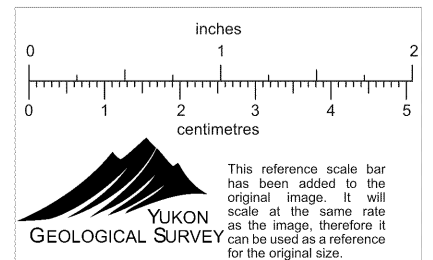 inches
0 1 2
0 1 2 3 4 5
centimetres
This reference scale bar
has been added to the
original image. It will
scale at the same rate
as the image, therefore it
can be used as a reference
for the original size.
YUKON
GEOLOGICAL SURVEY